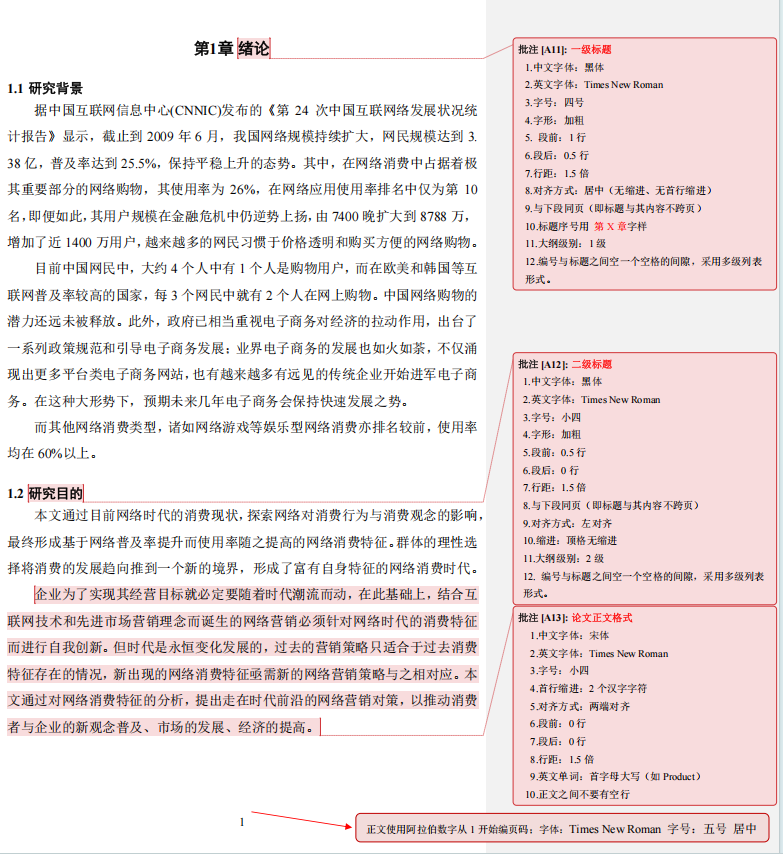 第1章 绪论
1.1 研究背景
据中国互联网信息中心(CNNIC)发布的《第 24 次中国互联网络发展状况统
计报告》显示，截止到 2009 年 6 月，我国网络规模持续扩大，网民规模达到 3.
38 亿，普及率达到 25.5%，保持平稳上升的态势。其中，在网络消费中占据着极
其重要部分的网络购物，其使用率为 26%，在网络应用使用率排名中仅为第 10
名，即便如此，其用户规模在金融危机中仍逆势上扬，由 7400 晚扩大到 8788 万，
增加了近 1400 万用户，越来越多的网民习惯于价格透明和购买方便的网络购物。
目前中国网民中，大约 4 个人中有 1 个人是购物用户，而在欧美和韩国等互
联网普及率较高的国家，每 3 个网民中就有 2 个人在网上购物。中国网络购物的
潜力还远未被释放。此外，政府已相当重视电子商务对经济的拉动作用，出台了
一系列政策规范和引导电子商务发展；业界电子商务的发展也如火如荼，不仅涌
现出更多平台类电子商务网站，也有越来越多有远见的传统企业开始进军电子商
务。在这种大形势下，预期未来几年电子商务会保持快速发展之势。
而其他网络消费类型，诸如网络游戏等娱乐型网络消费亦排名较前，使用率
均在 60%以上。
1.2 研究目的
本文通过目前网络时代的消费现状，探索网络对消费行为与消费观念的影响，
最终形成基于网络普及率提升而使用率随之提高的网络消费特征。群体的理性选
择将消费的发展趋向推到一个新的境界，形成了富有自身特征的网络消费时代。
企业为了实现其经营目标就必定要随着时代潮流而动，在此基础上，结合互
联网技术和先进市场营销理念而诞生的网络营销必须针对网络时代的消费特征
而进行自我创新。但时代是永恒变化发展的，过去的营销策略只适合于过去消费
特征存在的情况，新出现的网络消费特征亟需新的网络营销策略与之相对应。本
文通过对网络消费特征的分析，提出走在时代前沿的网络营销对策，以推动消费
者与企业的新观念普及、市场的发展、经济的提高。
1
批注 [A11]: 一级标题
1.中文字体：黑体
2.英文字体：Times New Roman
3.字号：四号
4.字形：加粗
5. 段前：1 行
6.段后：0.5 行
7.行距：1.5 倍
8.对齐方式：居中（无缩进、无首行缩进）
9.与下段同页（即标题与其内容不跨页）
10.标题序号用 第 X 章字样
11.大纲级别：1 级
12.编号与标题之间空一个空格的间隙，采用多级列表
形式。
批注 [A12]: 二级标题
1.中文字体：黑体
2.英文字体：Times New Roman
3.字号：小四
4.字形：加粗
5.段前：0.5 行
6.段后：0 行
7.行距：1.5 倍
8.与下段同页（即标题与其内容不跨页）
9.对齐方式：左对齐
10.缩进：顶格无缩进
11.大纲级别：2 级
12. 编号与标题之间空一个空格的间隙，采用多级列表
形式。
批注 [A13]: 论文正文格式
1.中文字体：宋体
2.英文字体：Times New Roman
3.字号：小四
4.首行缩进：2 个汉字字符
5.对齐方式：两端对齐
6.段前：0 行
7.段后：0 行
8.行距：1.5 倍
9.英文单词：首字母大写（如 Product）
10.正文之间不要有空行
正文使用阿拉伯数字从 1 开始编页码；字体：Times New Roman 字号：五号 居中